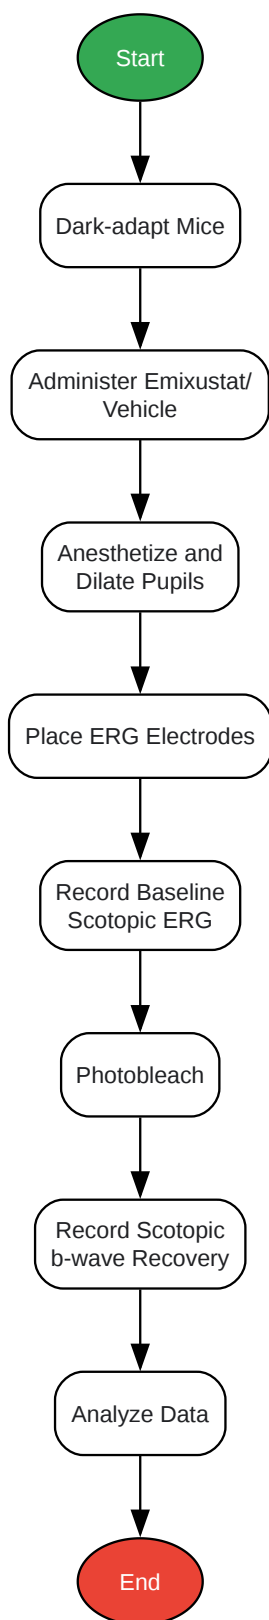 Start
Dark-adapt Mice
Administer Emixustat/
Vehicle
Anesthetize and
Dilate Pupils
Place ERG Electrodes
Record Baseline
Scotopic ERG
Photobleach
Record Scotopic
b-wave Recovery
Analyze Data
End